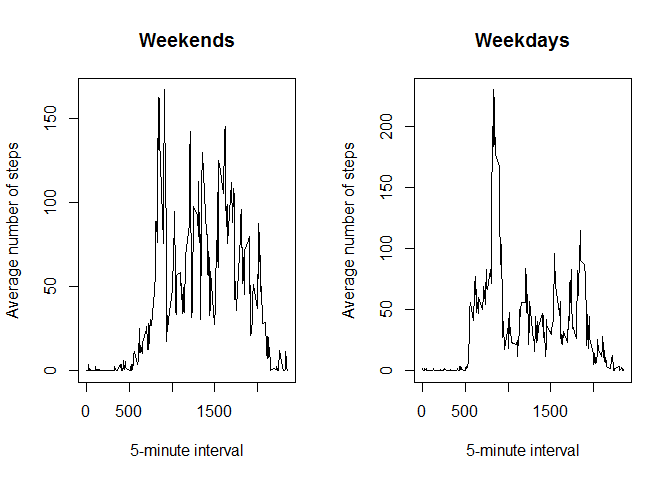 Weekends
Average number of steps
150
100
50
0
0 500 1500
5-minute interval
Weekdays
Average number of steps
200
150
100
50
0
0 500 1500
5-minute interval